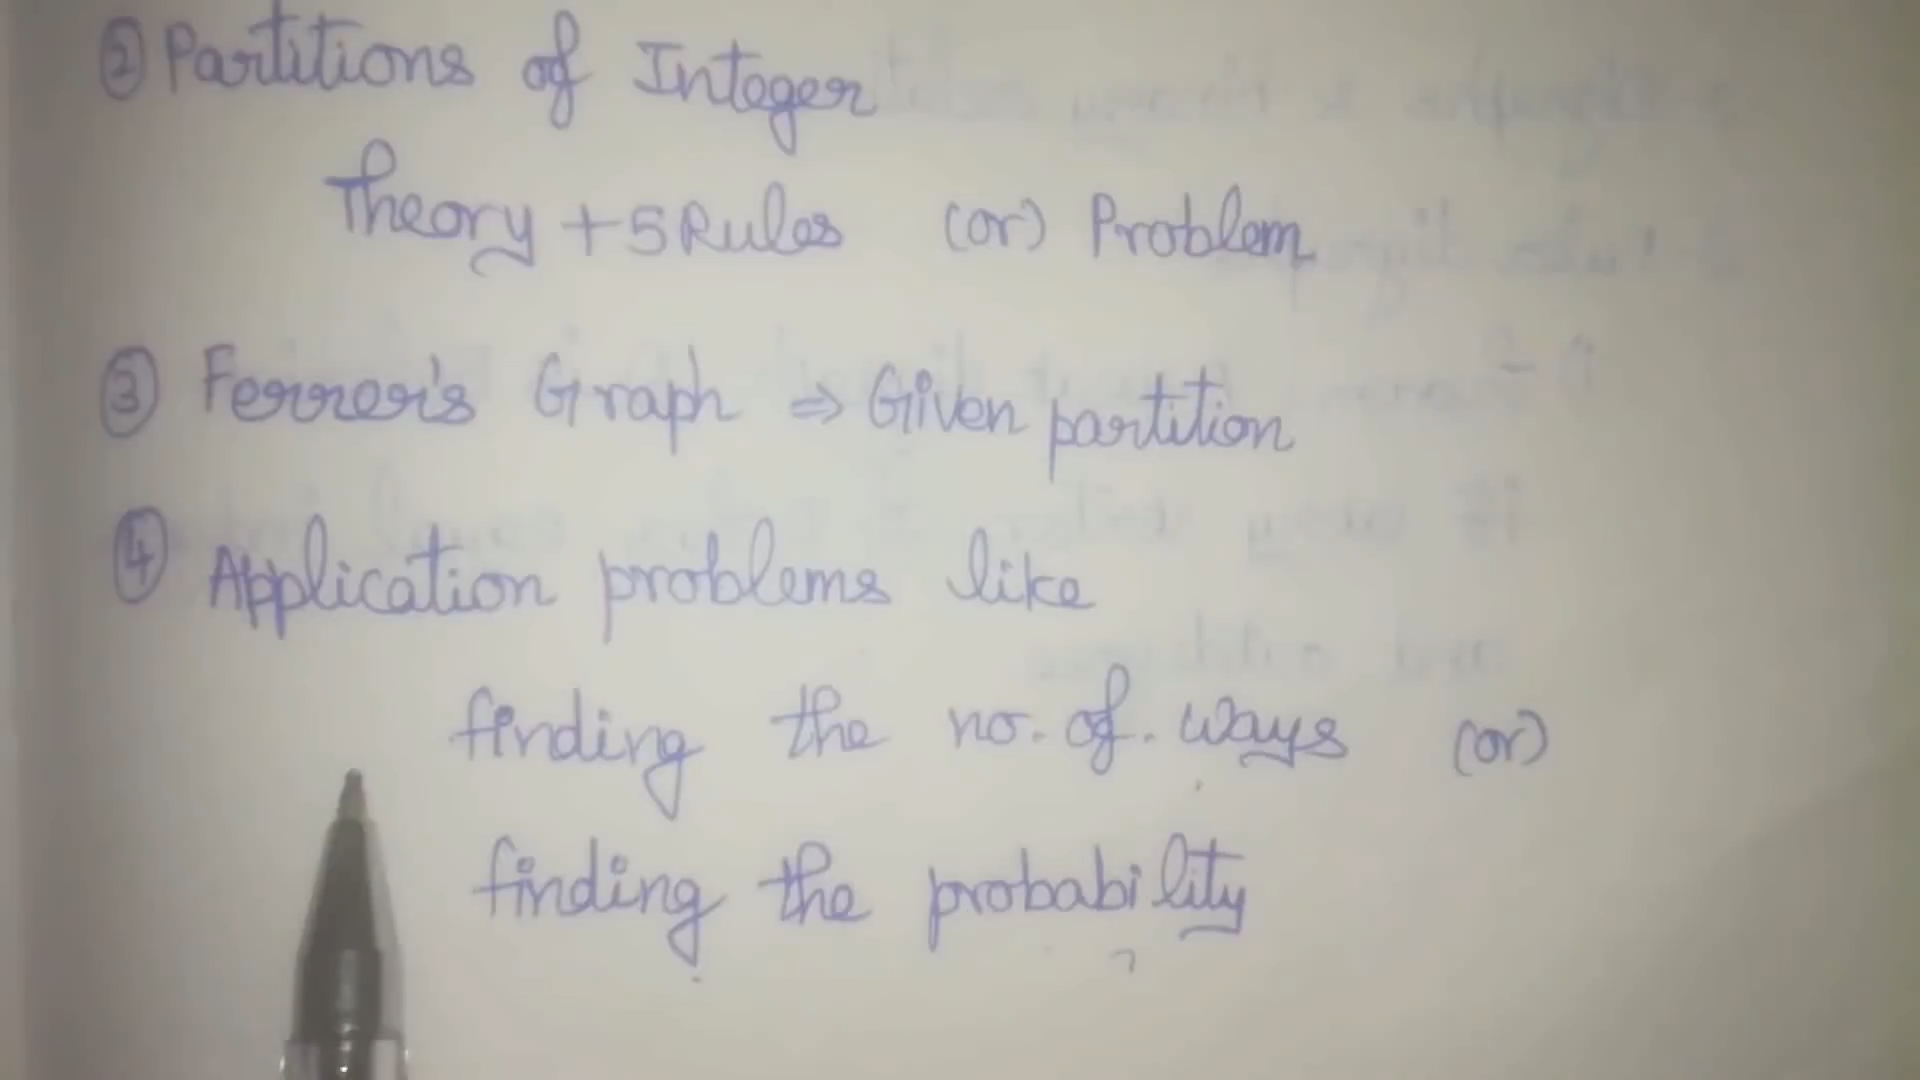 ② Partitions of Integer
Theory + 5 Rules (or) Problem
③ Ferrer's Graph ⇒ Given partition
④ Application problems like
finding the no. of. ways (or)
finding the probability